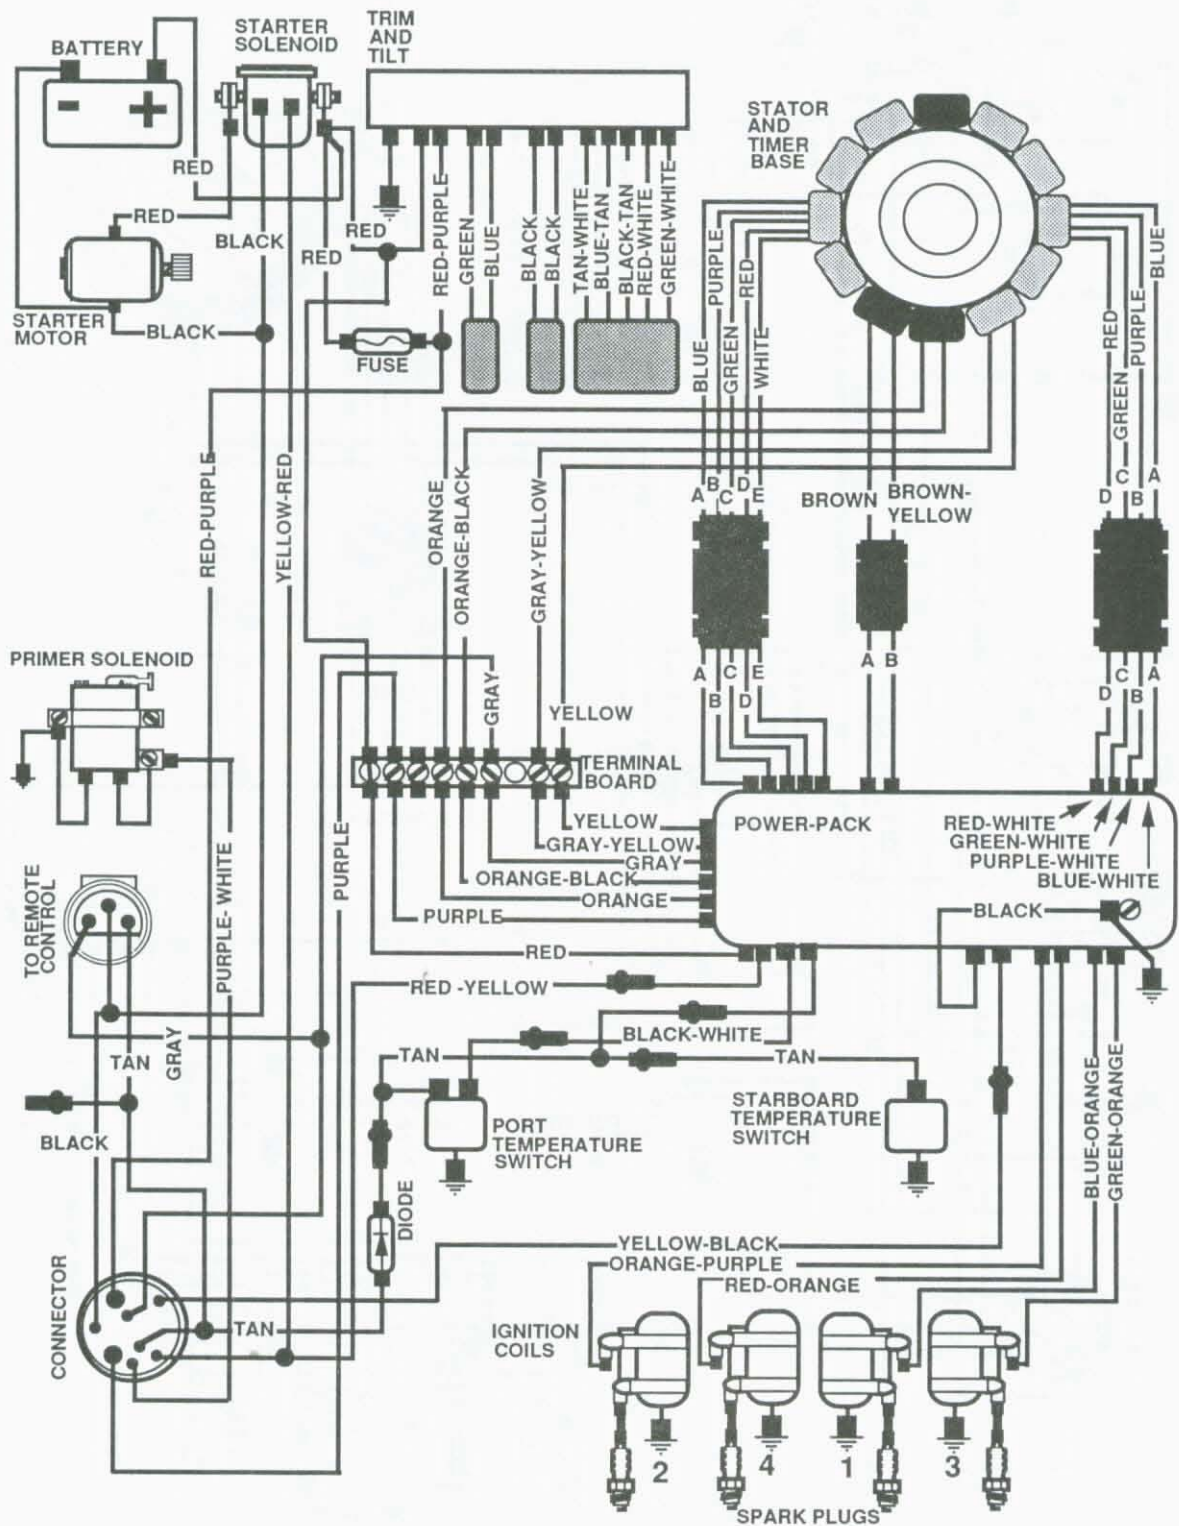 BATTERY
-
+
STARTER
SOLENOID
TRIM
AND
TILT
STATOR
AND
TIMER
BASE
RED
RED
BLACK
RED
RED
STARTER
MOTOR
BLACK
FUSE
RED-PURPLE
GREEN
BLUE
BLACK
BLACK
TAN-WHITE
BLUE-TAN
BLACK-TAN
RED-WHITE
GREEN-WHITE
BLUE
PURPLE
GREEN
RED
WHITE
RED
GREEN
PURPLE
BLUE
A
B
C
D
E
BROWN
BROWN-
YELLOW
D
C
B
A
RED-PURPLE
YELLOW-RED
ORANGE
ORANGE-BLACK
GRAY-YELLOW
A
B
C
D
E
A
B
D
C
B
A
PRIMER SOLENOID
GRAY
YELLOW
TERMINAL
BOARD
POWER-PACK
RED-WHITE
GREEN-WHITE
PURPLE-WHITE
BLUE-WHITE
YELLOW
GRAY-YELLOW
GRAY
ORANGE-BLACK
ORANGE
PURPLE
RED
BLACK
PURPLE
PURPLE-WHITE
TO REMOTE
CONTROL
RED-YELLOW
BLACK-WHITE
TAN
GRAY
TAN
TAN
BLACK
PORT
TEMPERATURE
SWITCH
STARBOARD
TEMPERATURE
SWITCH
BLUE-ORANGE
GREEN-ORANGE
DIODE
YELLOW-BLACK
ORANGE-PURPLE
RED-ORANGE
CONNECTOR
TAN
IGNITION
COILS
2
4
1
3
SPARK PLUGS